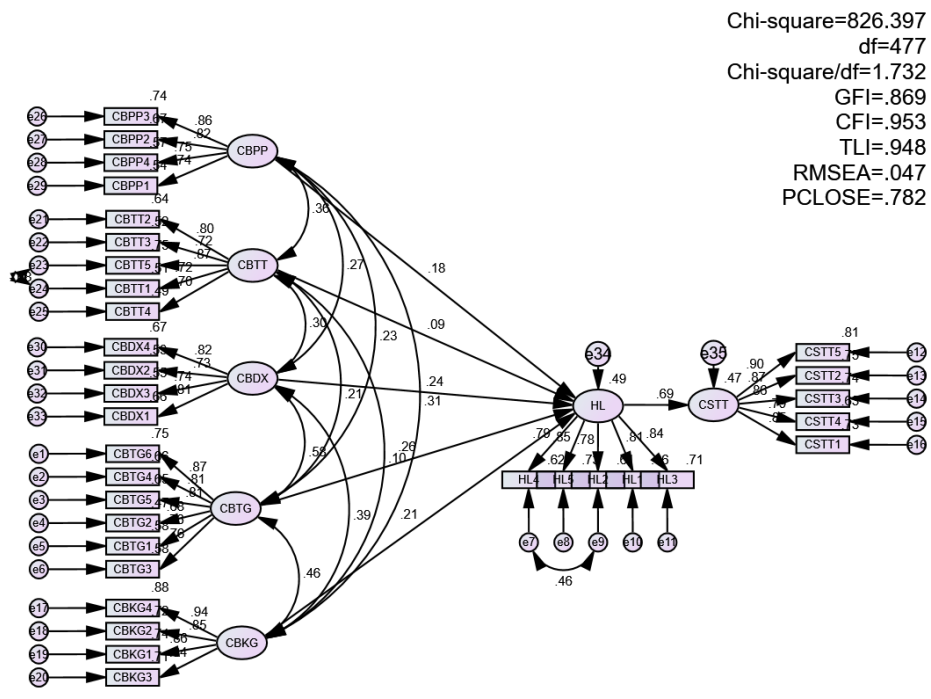 Chi-square=826.397
df=477
Chi-square/df=1.732
GFI=.869
CFI=.953
TLI=.948
RMSEA=.047
PCLOSE=.782
.74
e26 CBPP3 .86
e27 CBPP2 .82
e28 CBPP4 .75
e29 CBPP1 .74
CBPP
.64
e21 CBTT2 .80
e22 CBTT3 .72
e23 CBTT5 .87
e24 CBTT1 .72
e25 CBTT4 .70
.49
CBTT
.67
e30 CBDX4 .82
e31 CBDX2 .73
e32 CBDX3 .74
e33 CBDX1 .81
.66
CBDX
.75
e1 CBTG6 .87
e2 CBTG4 .81
e3 CBTG5 .81
e4 CBTG2
e5 CBTG1
e6 CBTG3 .76
.58
CBTG
.88
e17 CBKG4 .94
e18 CBKG2 .85
e19 CBKG1 .86
e20 CBKG3
CBKG
.36
.27
.23
.31
.30
.21
.26
.10
.39
.46
.18
.09
.24
.21
e34 .49
HL
.69
e35 .47
CSTT
.79 .85 .78 .81 .84
.62 .71
HL4 HL5 HL2 HL1 HL3
e7 e8 e9 e10 e11
.46
.81
.90 CSTT5 e12
.87 CSTT2 e13
CSTT3 e14
CSTT4 e15
CSTT1 e16